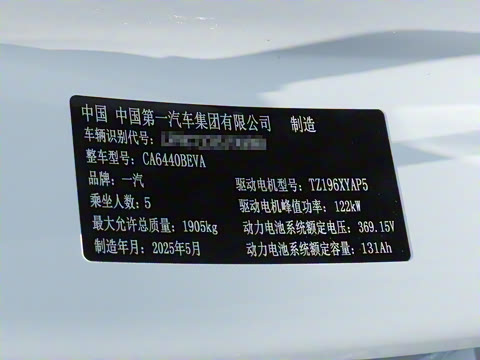 中国 中国第一汽车集团有限公司 制造
车辆识别代号：
整车型号：CA6440BEVA
品牌：一汽 驱动电机型号：TZ196XYAP5
乘坐人数：5 驱动电机峰值功率：122kW
最大允许总质量：1905kg 动力电池系统额定电压：369.15V
制造年月：2025年5月 动力电池系统额定容量：131Ah